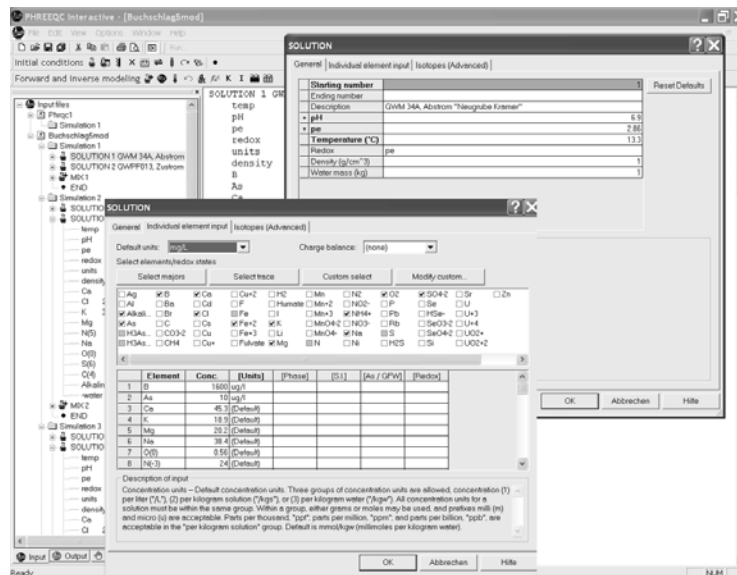 PHREEQC Interactive - [Buchschlag5mod]
File Edit View Options Window Help
Initial conditions
Forward and inverse modeling
K I
Input files
Phrqc1
Simulation 1
Buchschlag5mod
Simulation 1
SOLUTION 1 GWM 34A, Abstrom
SOLUTION 2 GWPF013, Zustrom
MIX 1
END
Simulation 2
SOLUTIO
SOLUTIO
temp
pH
pe
redox
units
density
Ca
Cl
K
Mg
N(5)
Na
O(0)
S(6)
C(4)
Alkalin
water
MIX 2
END
Simulation 3
SOLUTIO
SOLUTIO
temp
pH
pe
redox
units
density
Ca
Cl
Input Output
Ready
NUM
SOLUTION 1 GW
temp
pH
pe
redox
units
density
B
As
Ca
SOLUTION
General Individual element input Isotopes (Advanced)
Starting number 1
Ending number
Description GWM 34A, Abstrom "Neugrube Kramer"
pH 6.9
pe 2.86
Temperature (°C) 13.3
Redox pe
Density (g/cm^3) 1
Water mass (kg) 1
Reset Defaults
OK Abbrechen Hilfe
SOLUTION
General Individual element input Isotopes (Advanced)
Default units: mg/L Charge balance: (none)
Select elements/redox states
Select majors Select trace Custom select Modify custom...
Ag B Ca Cu+2 H2 Mn N2 O2 SO4-2 Sr Zn
Al Ba Cd F Humate Mn+2 NO2- P Se U
Alkali... Br Cl Fe I Mn+3 NH4+ Pb HSe- U+3
As C Co Fe+2 K MnO4-2 NO3- Rb SeO3-2 U+4
H3As... CO3-2 Cu Fe+3 Li MnO4- Na S SeO4-2 UO2+
H3As... CH4 Cu+ Fulvate Mg N Ni H2S Si UO2+2
Element Conc. [Units] [Phase] [S.I.] [As / GFW] [Redox]
1 B 1600 ug/l
2 As 10 ug/l
3 Ca 45.3 (Default)
4 K 18.9 (Default)
5 Mg 20.2 (Default)
6 Na 38.4 (Default)
7 O(0) 0.56 (Default)
8 N(-3) 24 (Default)
Description of input
Concentration units -- Default concentration units. Three groups of concentration units are allowed, concentration (1)
per liter ("/L"), (2) per kilogram solution ("/kgs"), or (3) per kilogram water ("/kgw"). All concentration units for a
solution must be within the same group. Within a group, either grams or moles may be used, and prefixes milli (m)
and micro (u) are acceptable. Parts per thousand, "ppt"; parts per million, "ppm"; and parts per billion, "ppb", are
acceptable in the "per kilogram solution" group. Default is mmol/kgw (millimoles per kilogram water).
OK Abbrechen Hilfe